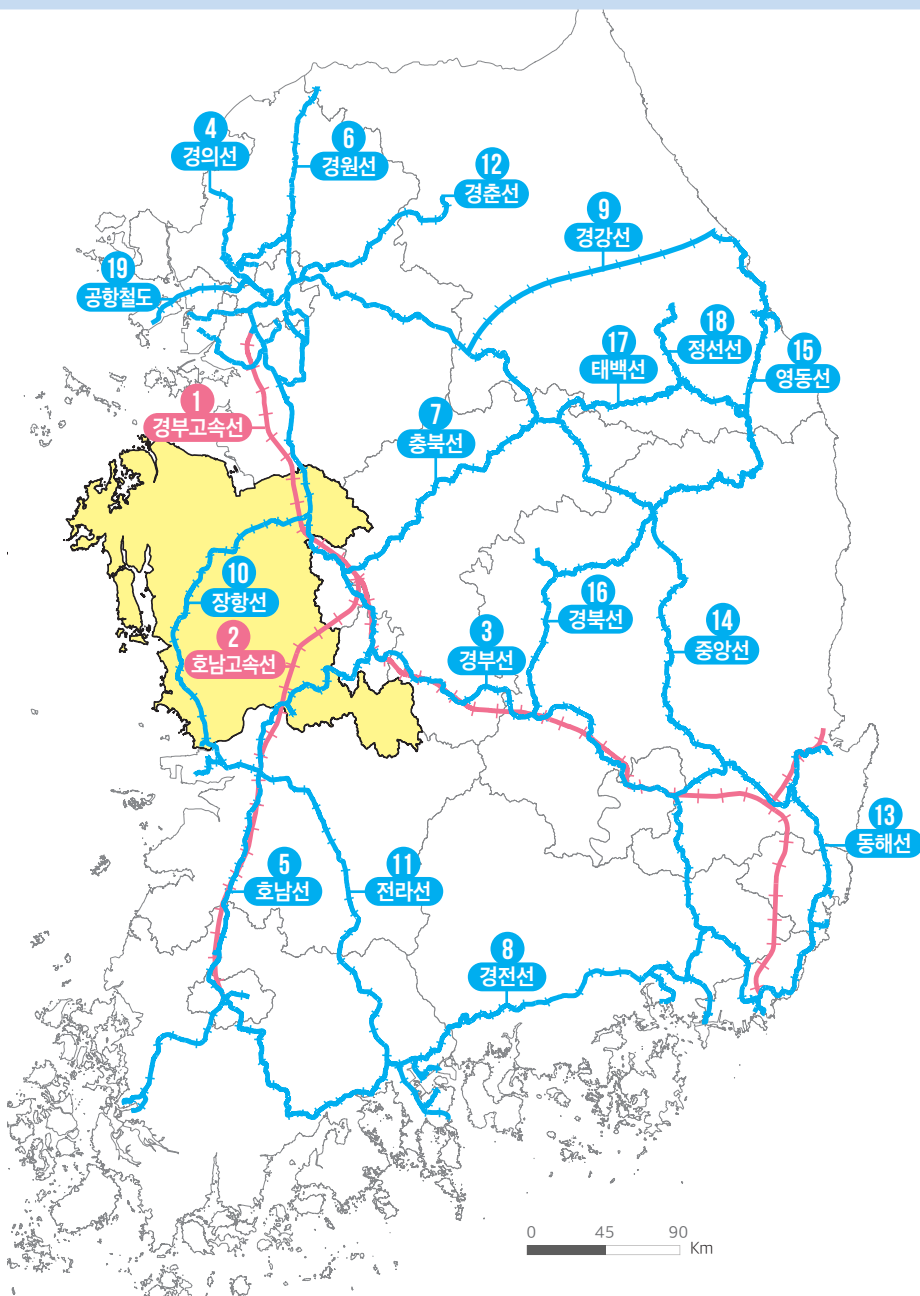 4
경의선
6
경원선
12
경춘선
9
경강선
19
공항철도
18
정선선
17
태백선
15
영동선
1
경부고속선
7
충북선
10
장항선
16
경북선
14
중앙선
2
호남고속선
3
경부선
13
동해선
5
호남선
11
전라선
8
경전선
0 45 90
Km